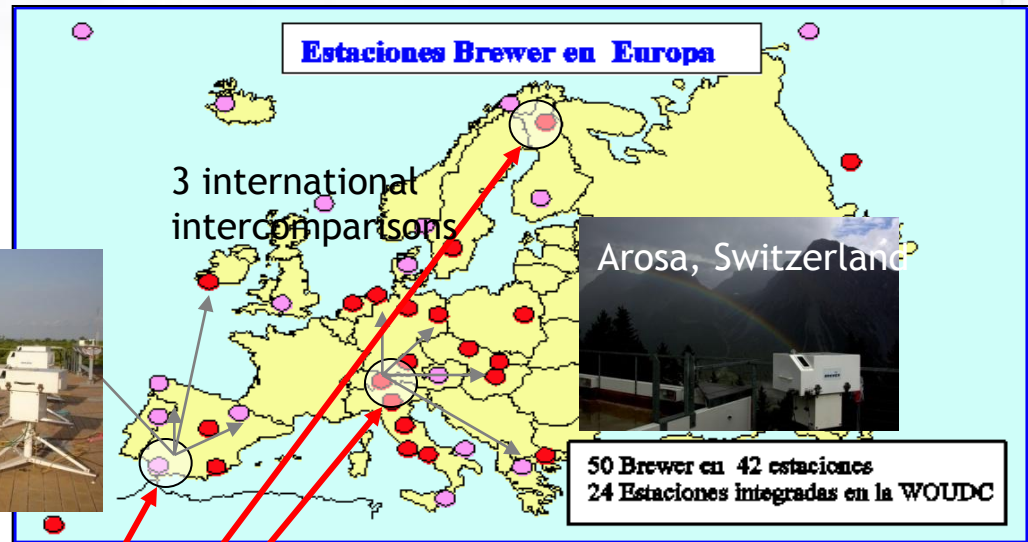 Estaciones Brewer en Europa
3 international
intercomparisons
Arosa, Switzerland
50 Brewer en 42 estaciones
24 Estaciones integradas en la WOUDC